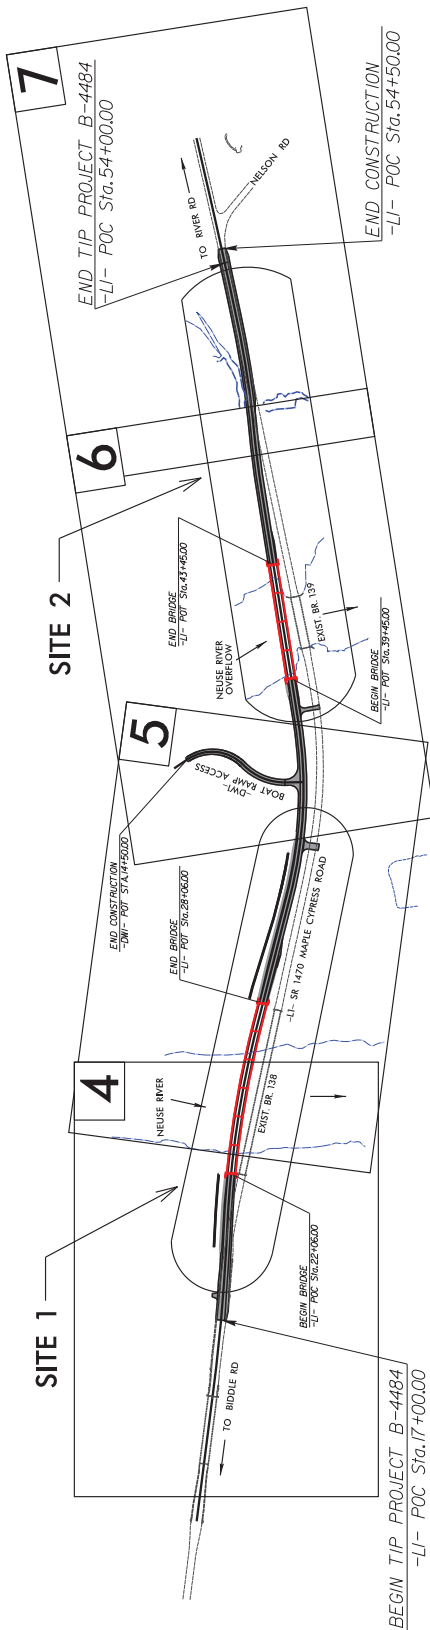 SITE 1
SITE 2
4
5
6
7
BEGIN TIP PROJECT B-4484
-L1- POC Sta.17+00.00
TO BIDDLE RD
BEGIN BRIDGE
-L1- POC Sta.22+06.00
NEUSE RIVER
EXIST. BR. 138
END BRIDGE
-L1- POT Sta.28+06.00
-L1- SR 1470 MAPLE CYPRESS ROAD
END CONSTRUCTION
-DW1- POT STA.14+50.00
-DW1-
BOAT RAMP ACCESS
NEUSE RIVER
OVERFLOW
BEGIN BRIDGE
-L1- POT Sta.39+45.00
EXIST. BR. 139
END BRIDGE
-L1- POT Sta.43+45.00
END TIP PROJECT B-4484
-L1- POC Sta.54+00.00
TO RIVER RD
NELSON RD
END CONSTRUCTION
-L1- POC Sta.54+50.00